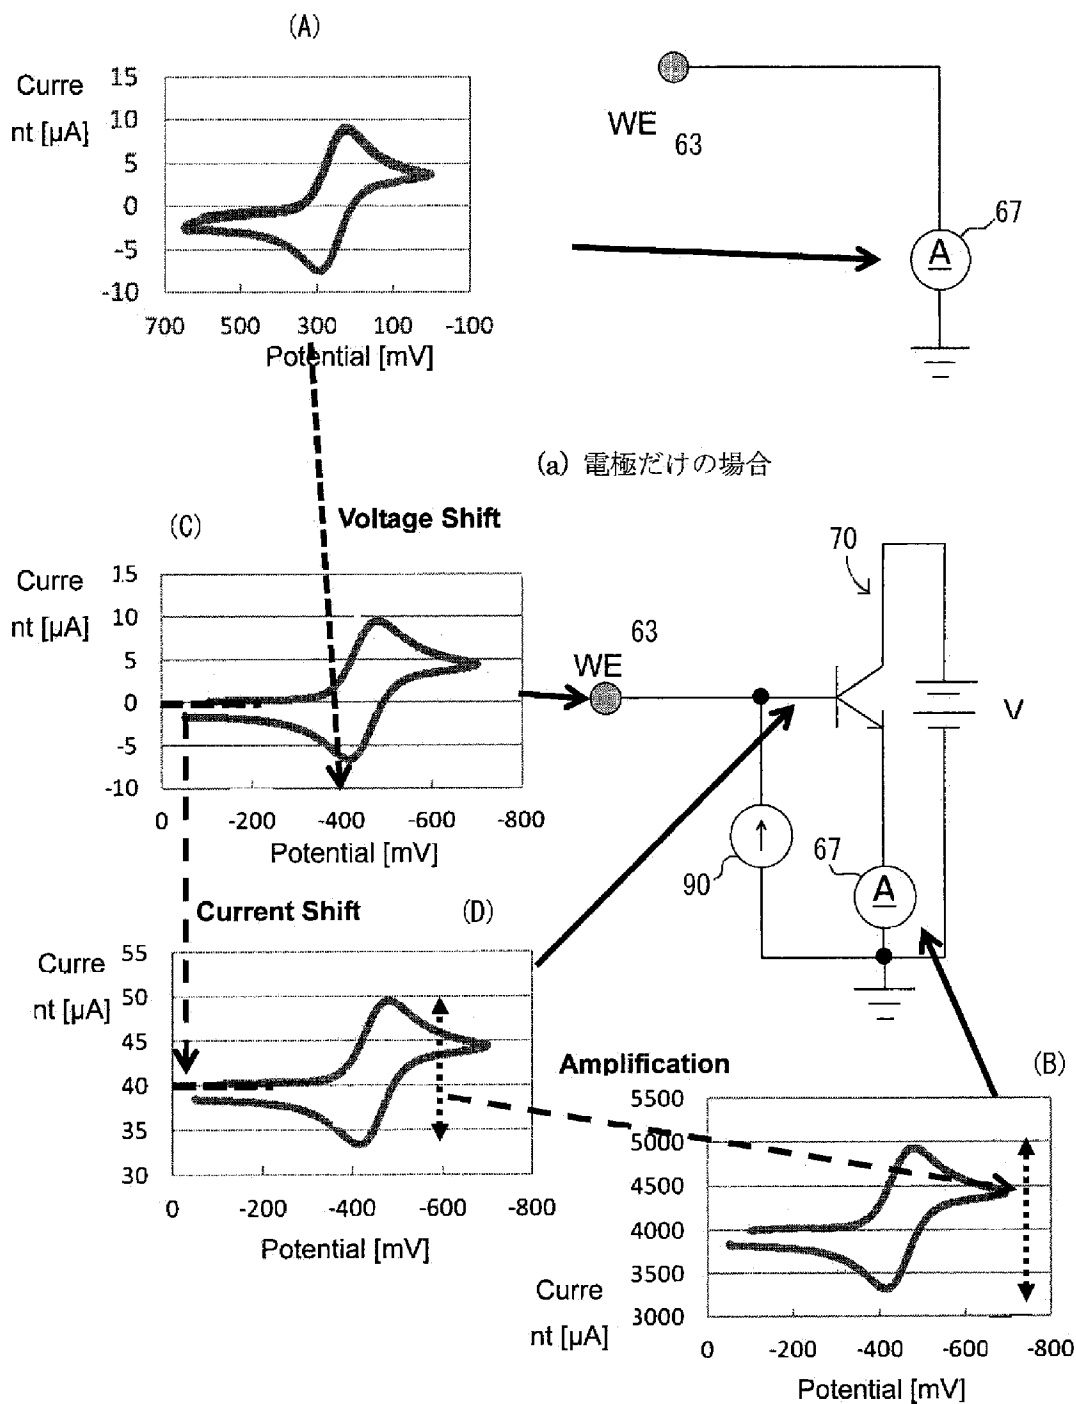 (A)
Curre
nt [µA]
15
10
5
0
-5
-10
700 500 300 100 -100
Potential [mV]
WE
63
67
A
(a) 電極だけの場合
(C)
Voltage Shift
Curre
nt [µA]
15
10
5
0
-5
-10
0 -200 -400 -600 -800
Potential [mV]
WE
63
70
V
90
67
A
Current Shift
(D)
Curre
nt [µA]
55
50
45
40
35
30
0 -200 -400 -600 -800
Potential [mV]
Amplification
(B)
5500
5000
4500
4000
3500
3000
Curre
nt [µA]
0 -200 -400 -600 -800
Potential [mV]